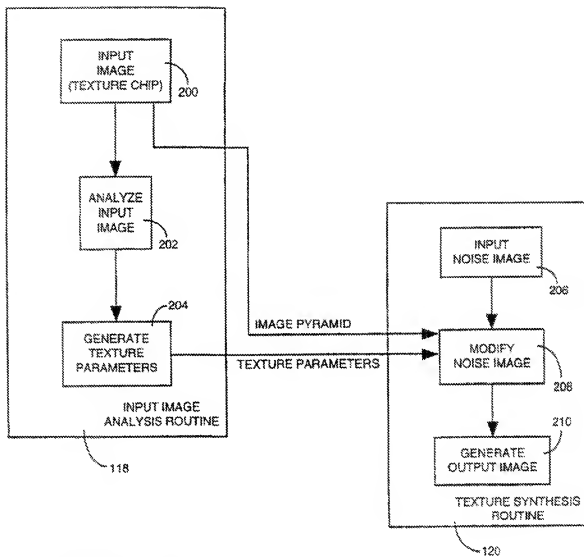 INPUT
IMAGE
(TEXTURE CHIP)
200
ANALYZE
INPUT
IMAGE
202
204
GENERATE
TEXTURE
PARAMETERS
INPUT IMAGE
ANALYSIS ROUTINE
118
IMAGE PYRAMID
TEXTURE PARAMETERS
INPUT
NOISE IMAGE
206
MODIFY
NOISE IMAGE
208
210
GENERATE
OUTPUT IMAGE
TEXTURE SYNTHESIS
ROUTINE
120